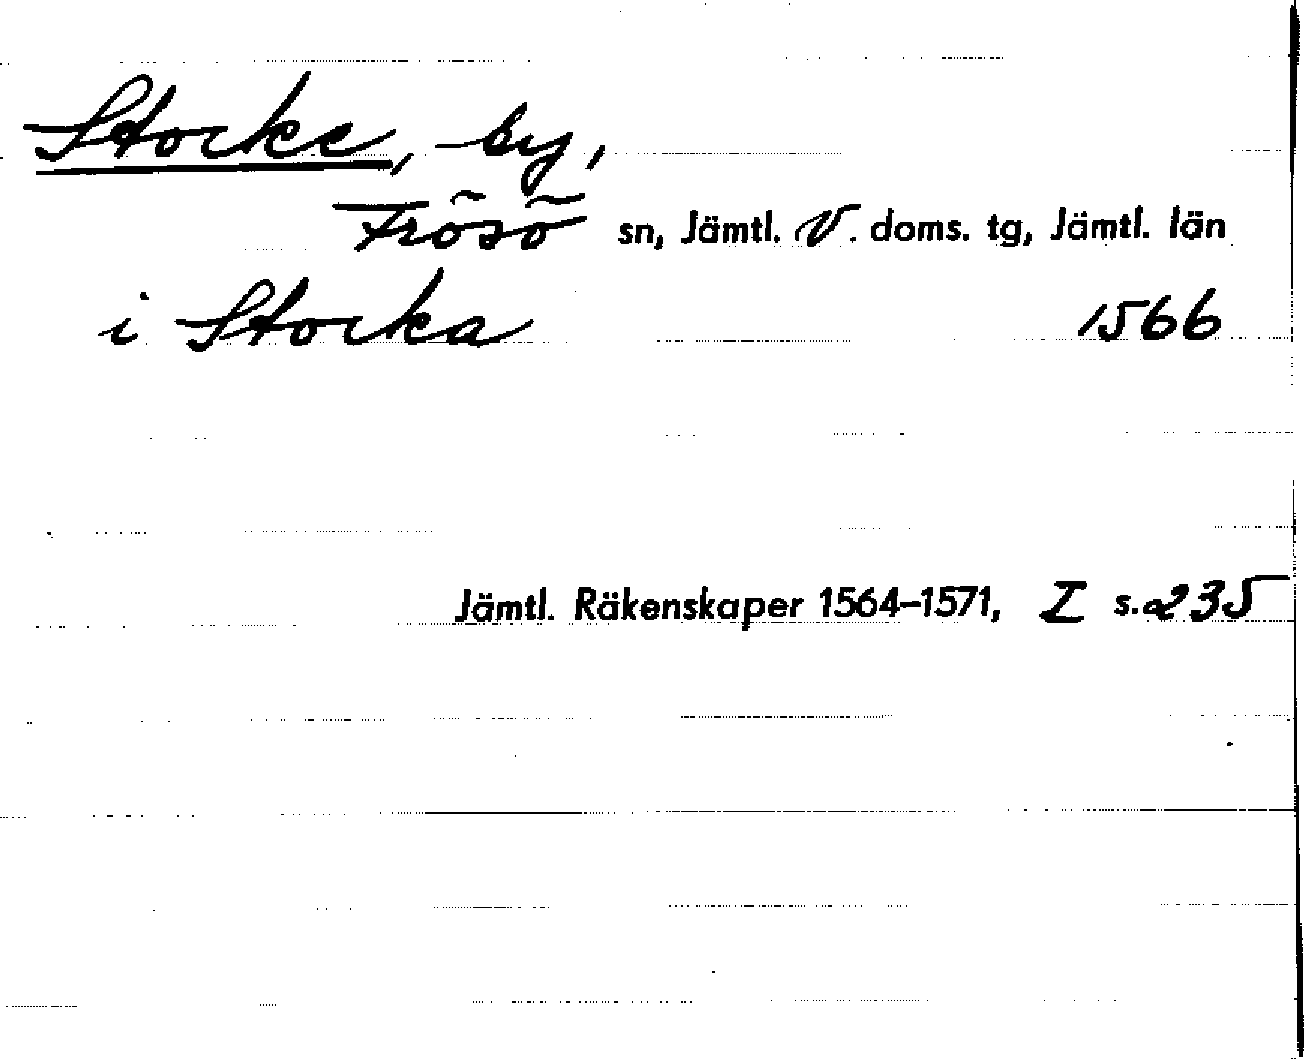 Stocke, by,
Frösö sn, Jämtl. V. doms. tg, Jämtl. län
i Stocka 1566
Jämtl. Räkenskaper 1564–1571, I s. 235